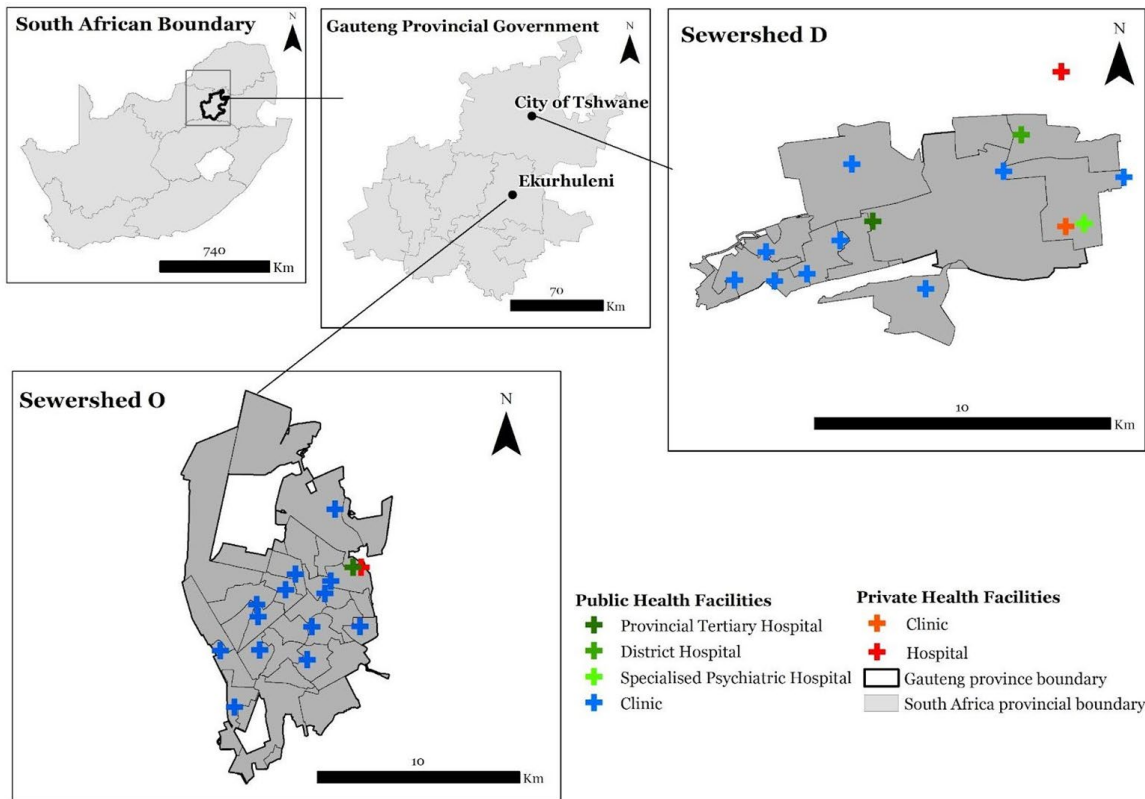 South African Boundary
N
740
Km
Gauteng Provincial Government
N
City of Tshwane
Ekurhuleni
70
Km
Sewershed D
N
10
Km
Sewershed O
N
10
Km
Public Health Facilities
Provincial Tertiary Hospital
District Hospital
Specialised Psychiatric Hospital
Clinic
Private Health Facilities
Clinic
Hospital
Gauteng province boundary
South Africa provincial boundary